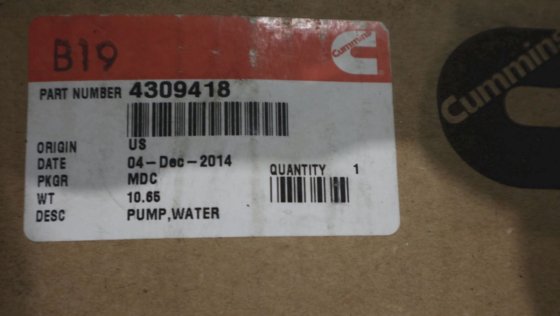 B19
Cummins
PART NUMBER 4309418
ORIGIN US
DATE 04-Dec-2014
PKGR MDC
WT 10.65
DESC PUMP,WATER
QUANTITY 1
Cummins